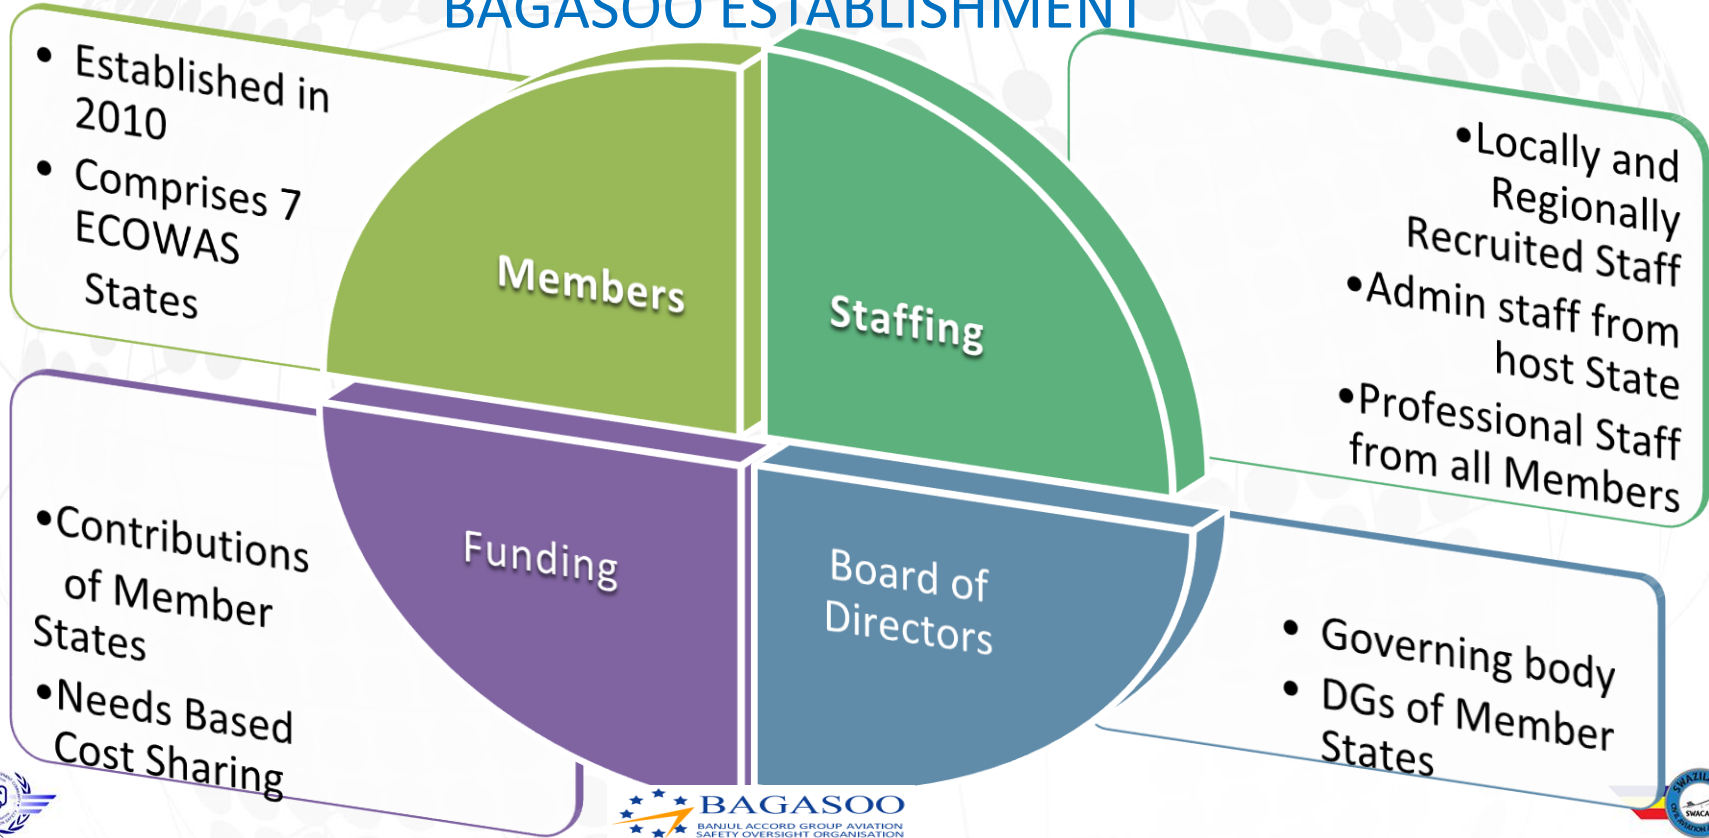 BAGASOO ESTABLISHMENT
• Established in
2010
• Comprises 7
ECOWAS
States
Members
Staffing
•Locally and
Regionally
Recruited Staff
•Admin staff from
host State
•Professional Staff
from all Members
•Contributions
of Member
States
•Needs Based
Cost Sharing
Funding
Board of
Directors
• Governing body
• DGs of Member
States
BAGASOO
BANJUL ACCORD GROUP AVIATION
SAFETY OVERSIGHT ORGANISATION
SWACA